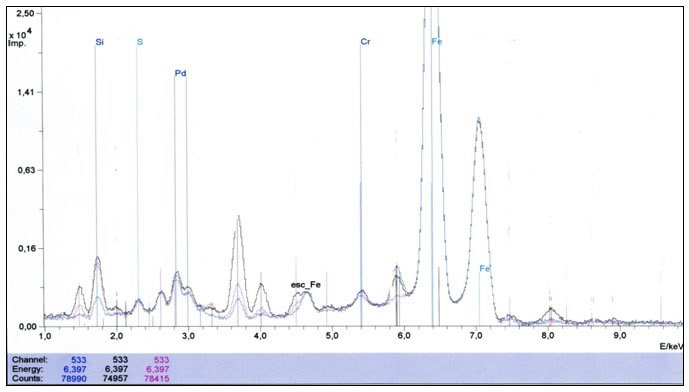 2,50
x 10⁴
Imp.
Si
S
Pd
Cr
Fe
1,41
0,63
0,16
esc_Fe
Fe
0,00
1,0 2,0 3,0 4,0 5,0 6,0 7,0 8,0 9,0
E/keV
Channel: 533 533 533
Energy: 6,397 6,397 6,397
Counts: 78990 74957 78415